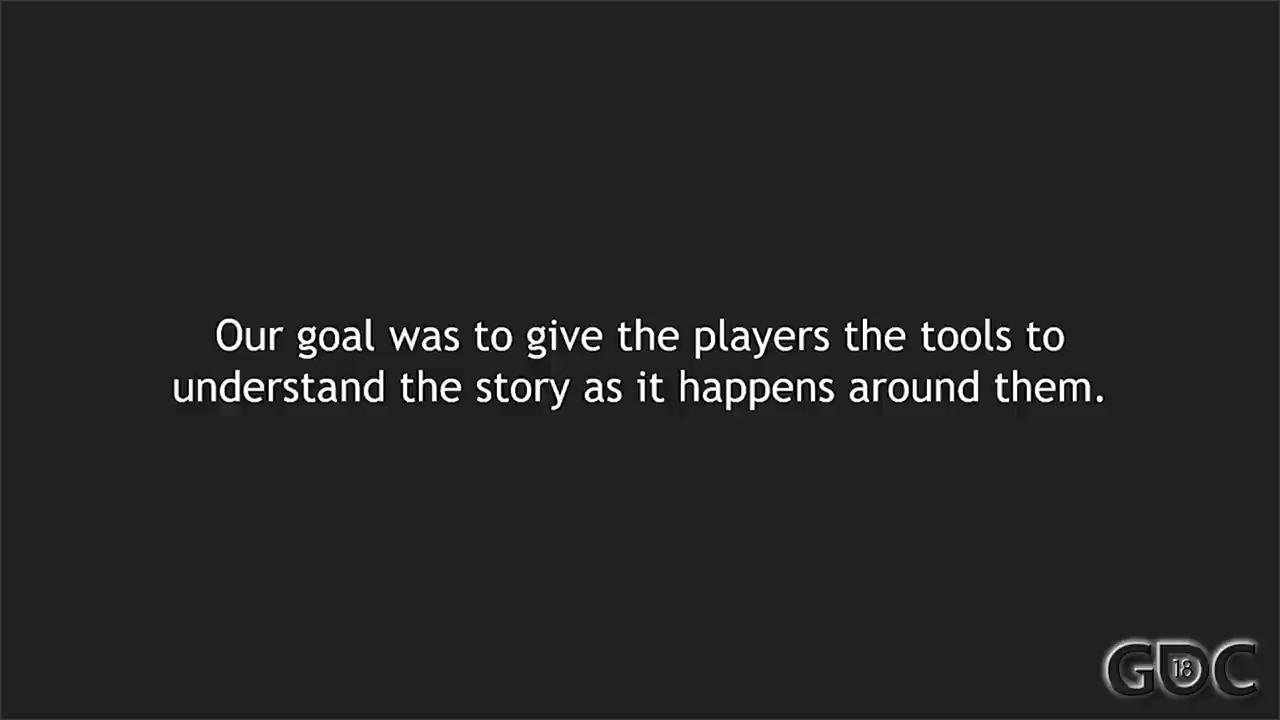 Our goal was to give the players the tools to
understand the story as it happens around them.
GDC
18